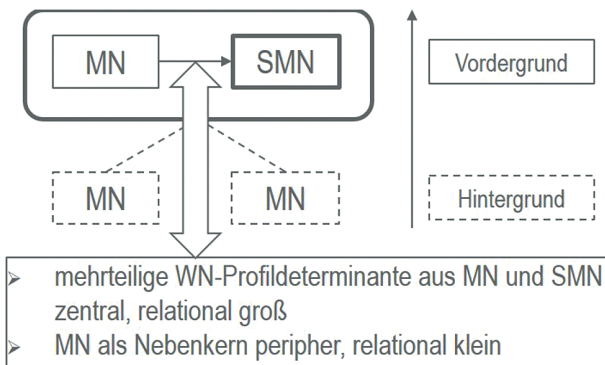 MN
SMN
Vordergrund
MN
MN
Hintergrund
mehrteilige WN-Profildeterminante aus MN und SMN
zentral, relational groß
MN als Nebenkern peripher, relational klein